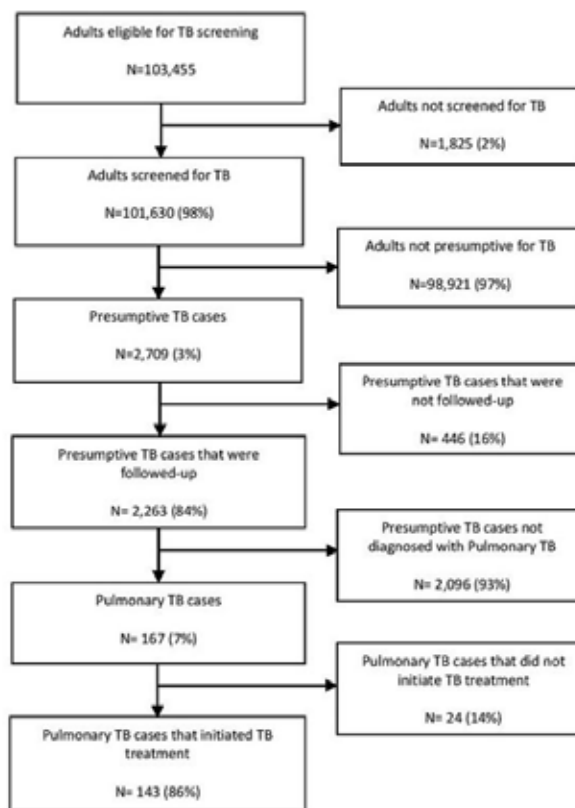 Adults eligible for TB screening
N=103,455
Adults not screened for TB
N=1,825 (2%)
Adults screened for TB
N=101,630 (98%)
Adults not presumptive for TB
N=98,921 (97%)
Presumptive TB cases
N=2,709 (3%)
Presumptive TB cases that were
not followed-up
N= 446 (16%)
Presumptive TB cases that were
followed-up
N= 2,263 (84%)
Presumptive TB cases not
diagnosed with Pulmonary TB
N= 2,096 (93%)
Pulmonary TB cases
N= 167 (7%)
Pulmonary TB cases that did not
initiate TB treatment
N= 24 (14%)
Pulmonary TB cases that initiated TB
treatment
N= 143 (86%)